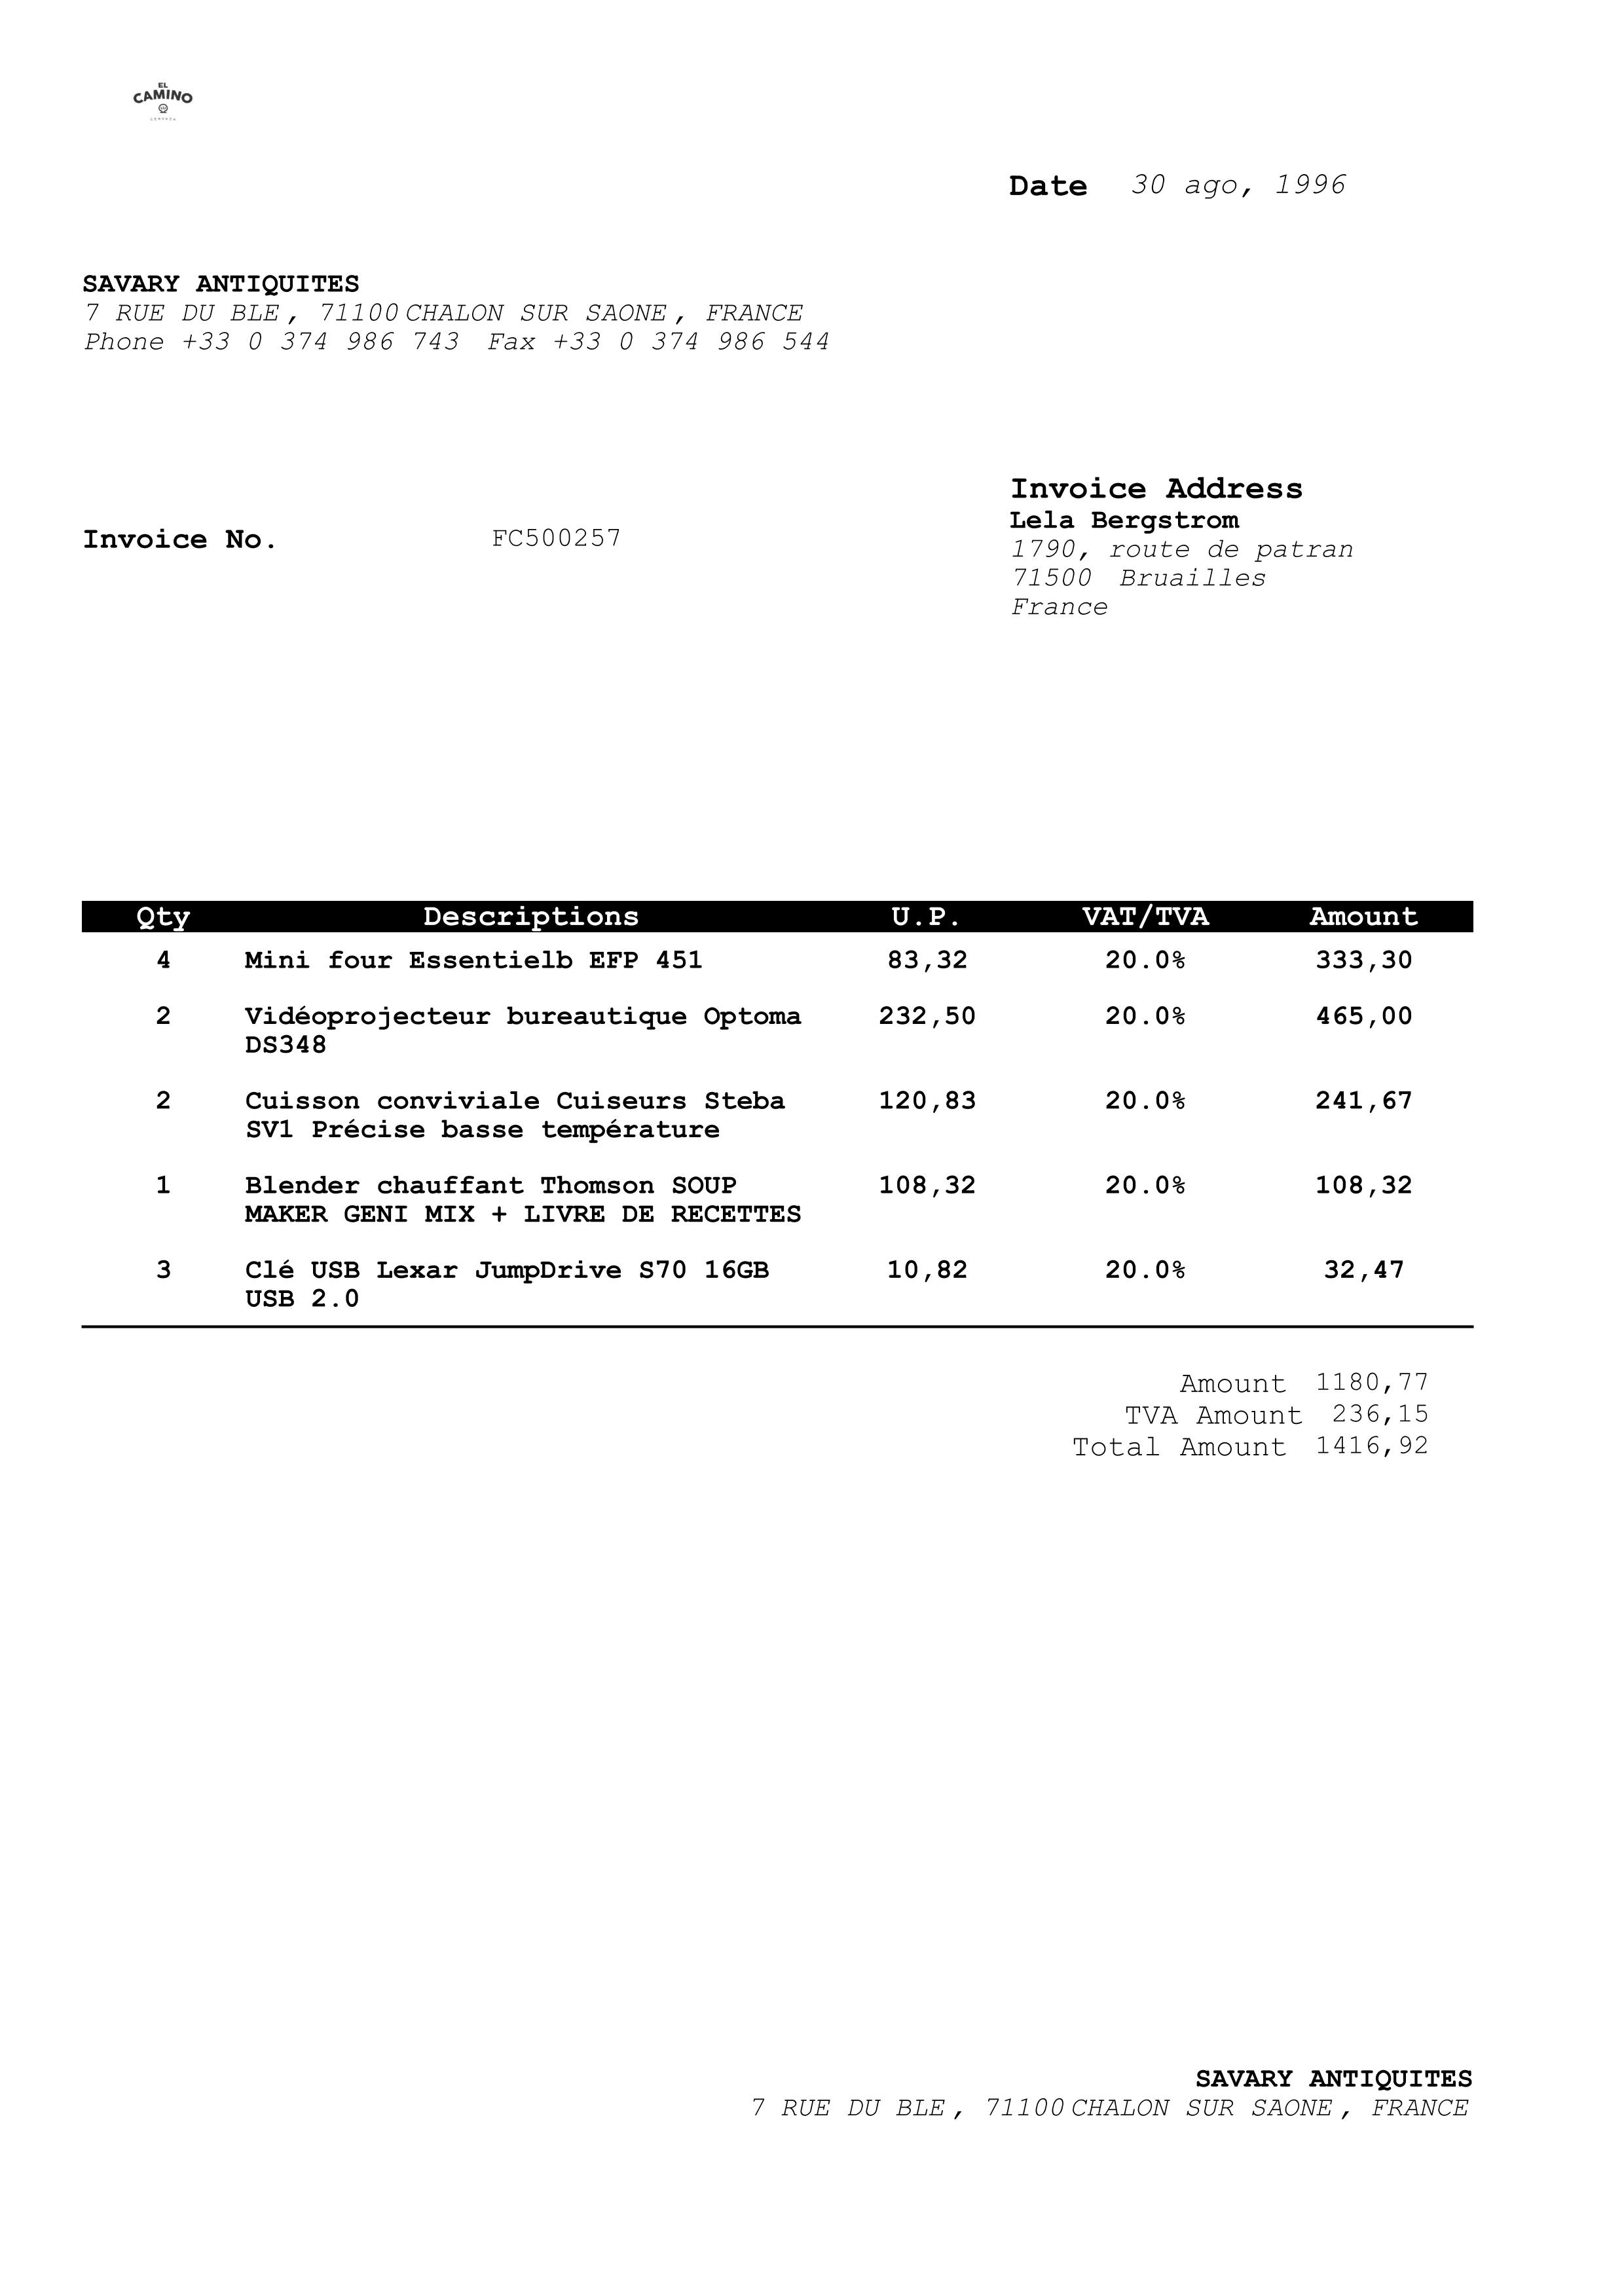 EL
CAMINO
CERVEZA
Date 30 ago, 1996
SAVARY ANTIQUITES
7 RUE DU BLE, 71100 CHALON SUR SAONE, FRANCE
Phone +33 0 374 986 743 Fax +33 0 374 986 544
Invoice Address
Lela Bergstrom
Invoice No. FC500257
1790, route de patran
71500 Bruailles
France
Qty Descriptions U.P. VAT/TVA Amount
4 Mini four Essentielb EFP 451 83,32 20.0% 333,30
2 Vidéoprojecteur bureautique Optoma 232,50 20.0% 465,00
DS348
2 Cuisson conviviale Cuiseurs Steba 120,83 20.0% 241,67
SV1 Précise basse température
1 Blender chauffant Thomson SOUP 108,32 20.0% 108,32
MAKER GENI MIX + LIVRE DE RECETTES
3 Clé USB Lexar JumpDrive S70 16GB 10,82 20.0% 32,47
USB 2.0
Amount 1180,77
TVA Amount 236,15
Total Amount 1416,92
SAVARY ANTIQUITES
7 RUE DU BLE, 71100 CHALON SUR SAONE, FRANCE